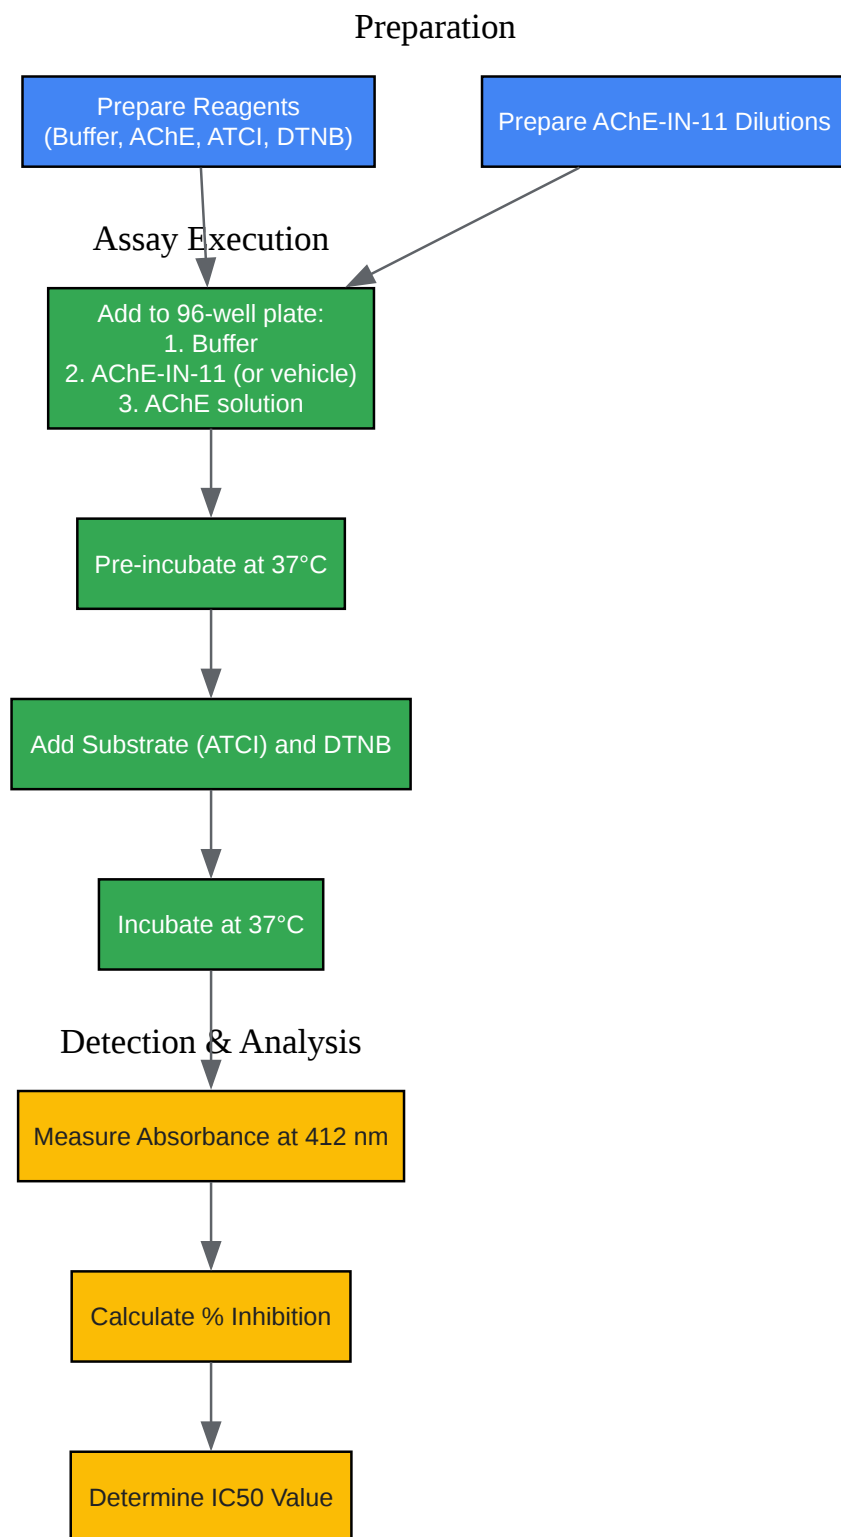 Preparation
Prepare Reagents
(Buffer, AChE, ATCI, DTNB)
Prepare AChE-IN-11 Dilutions
Assay Execution
Add to 96-well plate:
1. Buffer
2. AChE-IN-11 (or vehicle)
3. AChE solution
Pre-incubate at 37°C
Add Substrate (ATCI) and DTNB
Incubate at 37°C
Detection & Analysis
Measure Absorbance at 412 nm
Calculate % Inhibition
Determine IC50 Value